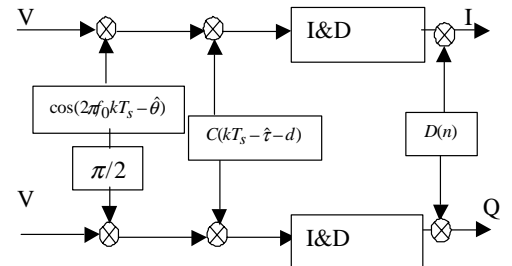 V
I&D
I
cos(2πf₀kTₛ−θ̂)
C(kTₛ−τ̂−d)
D(n)
π/2
V
Q
I&D